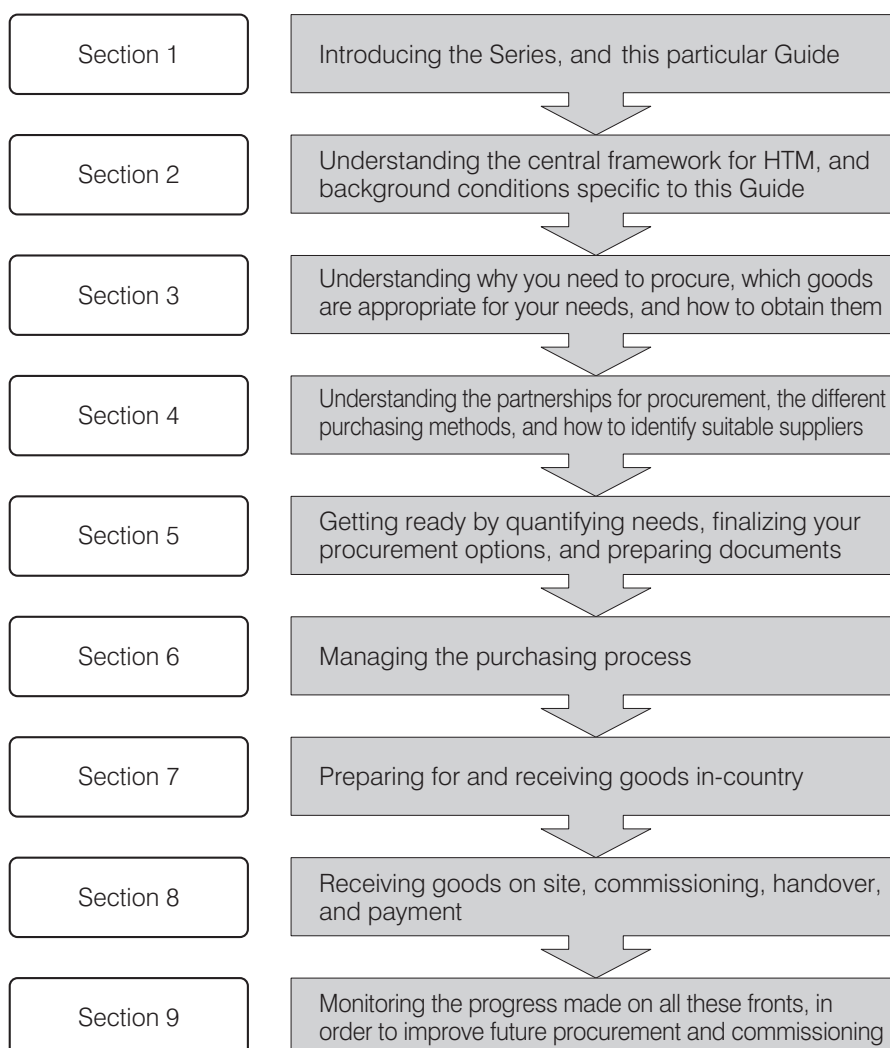 Section 1
Introducing the Series, and this particular Guide
Section 2
Understanding the central framework for HTM, and
background conditions specific to this Guide
Section 3
Understanding why you need to procure, which goods
are appropriate for your needs, and how to obtain them
Section 4
Understanding the partnerships for procurement, the different
purchasing methods, and how to identify suitable suppliers
Section 5
Getting ready by quantifying needs, finalizing your
procurement options, and preparing documents
Section 6
Managing the purchasing process
Section 7
Preparing for and receiving goods in-country
Section 8
Receiving goods on site, commissioning, handover,
and payment
Section 9
Monitoring the progress made on all these fronts, in
order to improve future procurement and commissioning